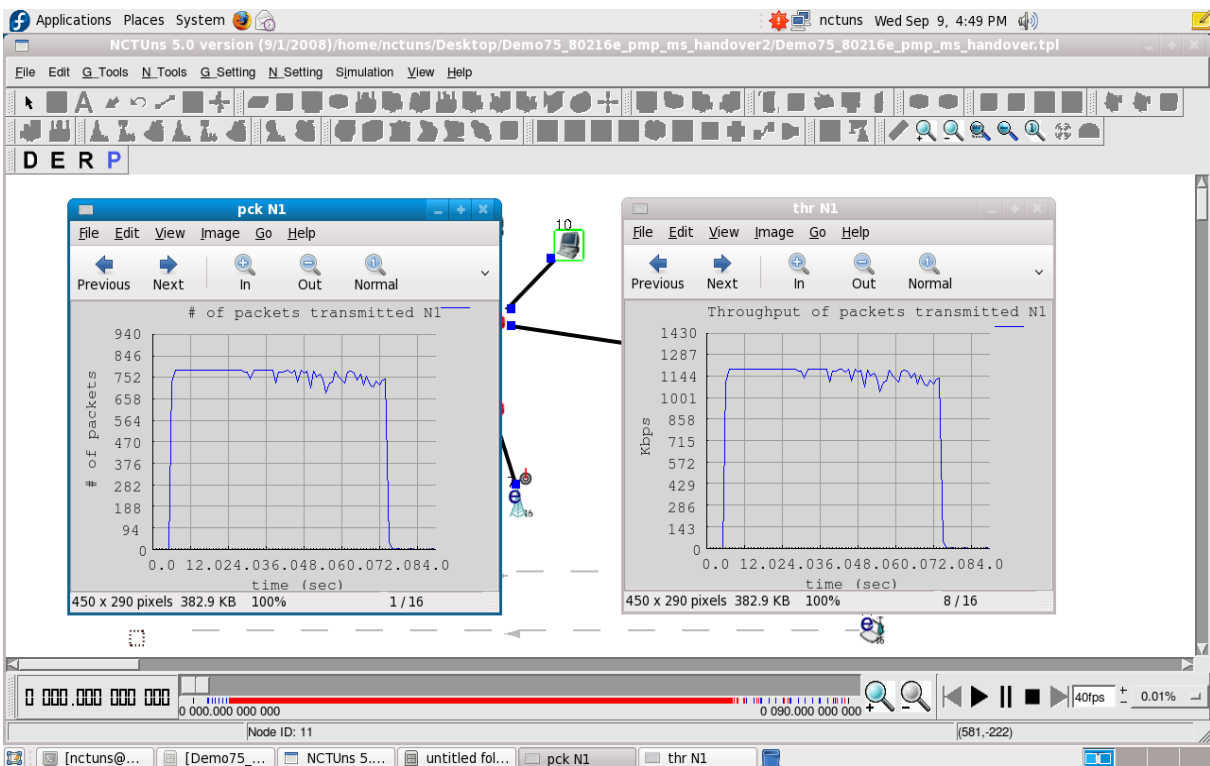 Applications Places System nctuns Wed Sep 9, 4:49 PM
NCTUns 5.0 version (9/1/2008)/home/nctuns/Desktop/Demo75_80216e_pmp_ms_handover2/Demo75_80216e_pmp_ms_handover.tpl
File Edit G_Tools N_Tools G_Setting N_Setting Simulation View Help
A
D E R P
pck N1
File Edit View Image Go Help
Previous Next In Out Normal
# of packets transmitted N1
# of packets
940
846
752
658
564
470
376
282
188
94
0
0.0 12.024.036.048.060.072.084.0
time (sec)
450 x 290 pixels 382.9 KB 100% 1 / 16
10
e
16
thr N1
File Edit View Image Go Help
Previous Next In Out Normal
Throughput of packets transmitted N1
Kbps
1430
1287
1144
1001
858
715
572
429
286
143
0
0.0 12.024.036.048.060.072.084.0
time (sec)
450 x 290 pixels 382.9 KB 100% 8 / 16
e
16
0 000.000 000 000
0 000.000 000 000 0 090.000 000 000
40fps + - 0.01%
Node ID: 11 (581,-222)
[nctuns@... [Demo75_... NCTUns 5.... untitled fol... pck N1 thr N1